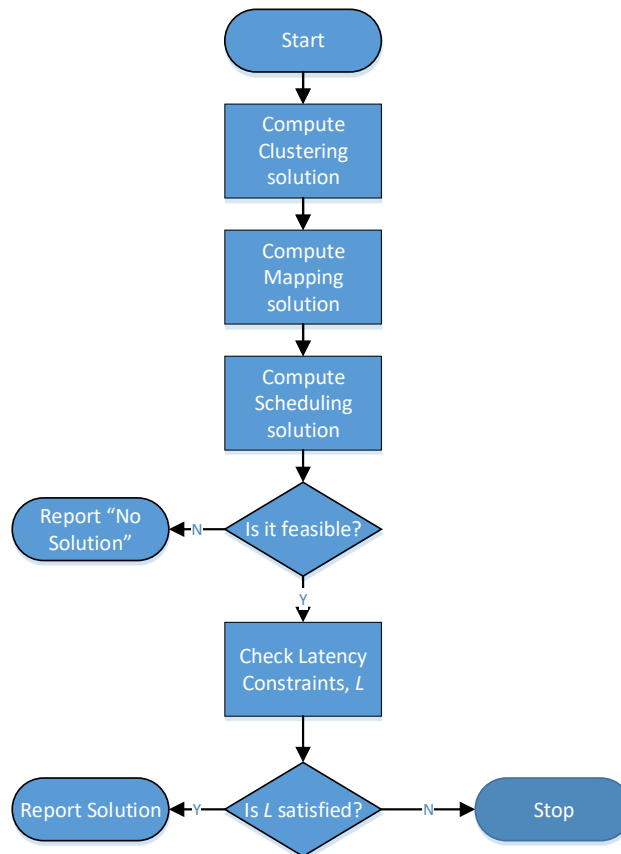 Start
Compute
Clustering
solution
Compute
Mapping
solution
Compute
Scheduling
solution
Report “No
Solution”
N
Is it feasible?
Y
Check Latency
Constraints, L
Report Solution
Y
Is L satisfied?
N
Stop